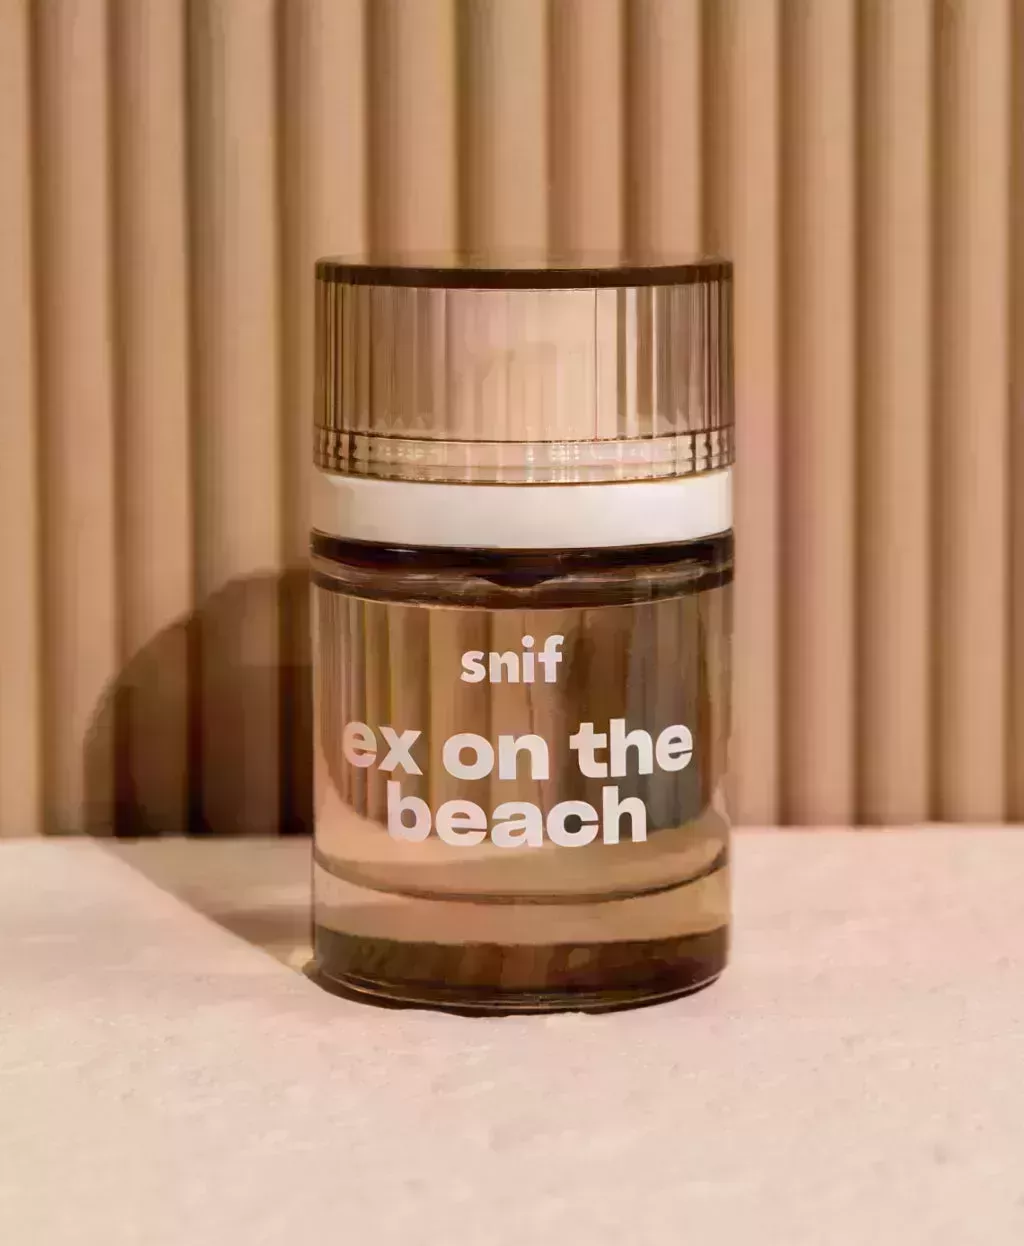 snif
ex on the
beach